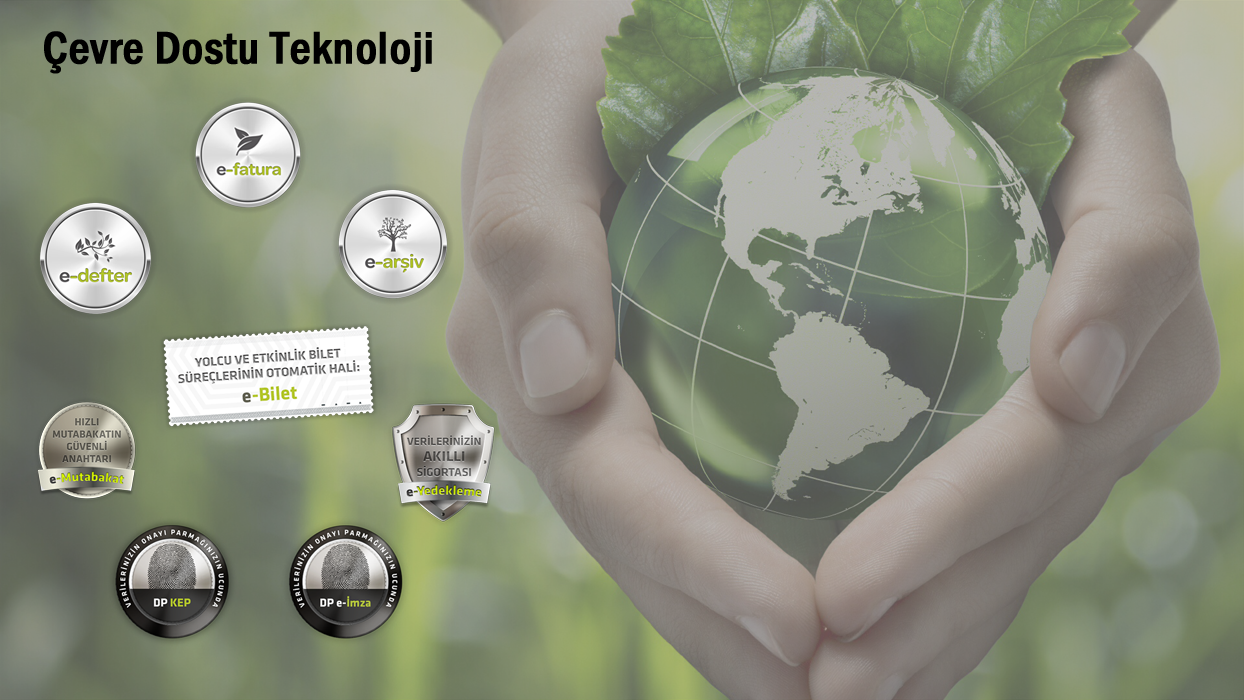 Çevre Dostu Teknoloji
e-fatura
e-defter
e-arşiv
YOLCU VE ETKİNLİK BİLET
SÜREÇLERİNİN OTOMATİK HALİ:
e-Bilet
HIZLI
MUTABAKATIN
GÜVENLİ
ANAHTARI
e-Mutabakat
VERİLERİNİZİN
AKILLI
SİGORTASI
e-Yedekleme
VERİLERİNİZİN ONAYI PARMAĞINIZIN UCUNDA
DP KEP
VERİLERİNİZİN ONAYI PARMAĞINIZIN UCUNDA
DP e-İmza